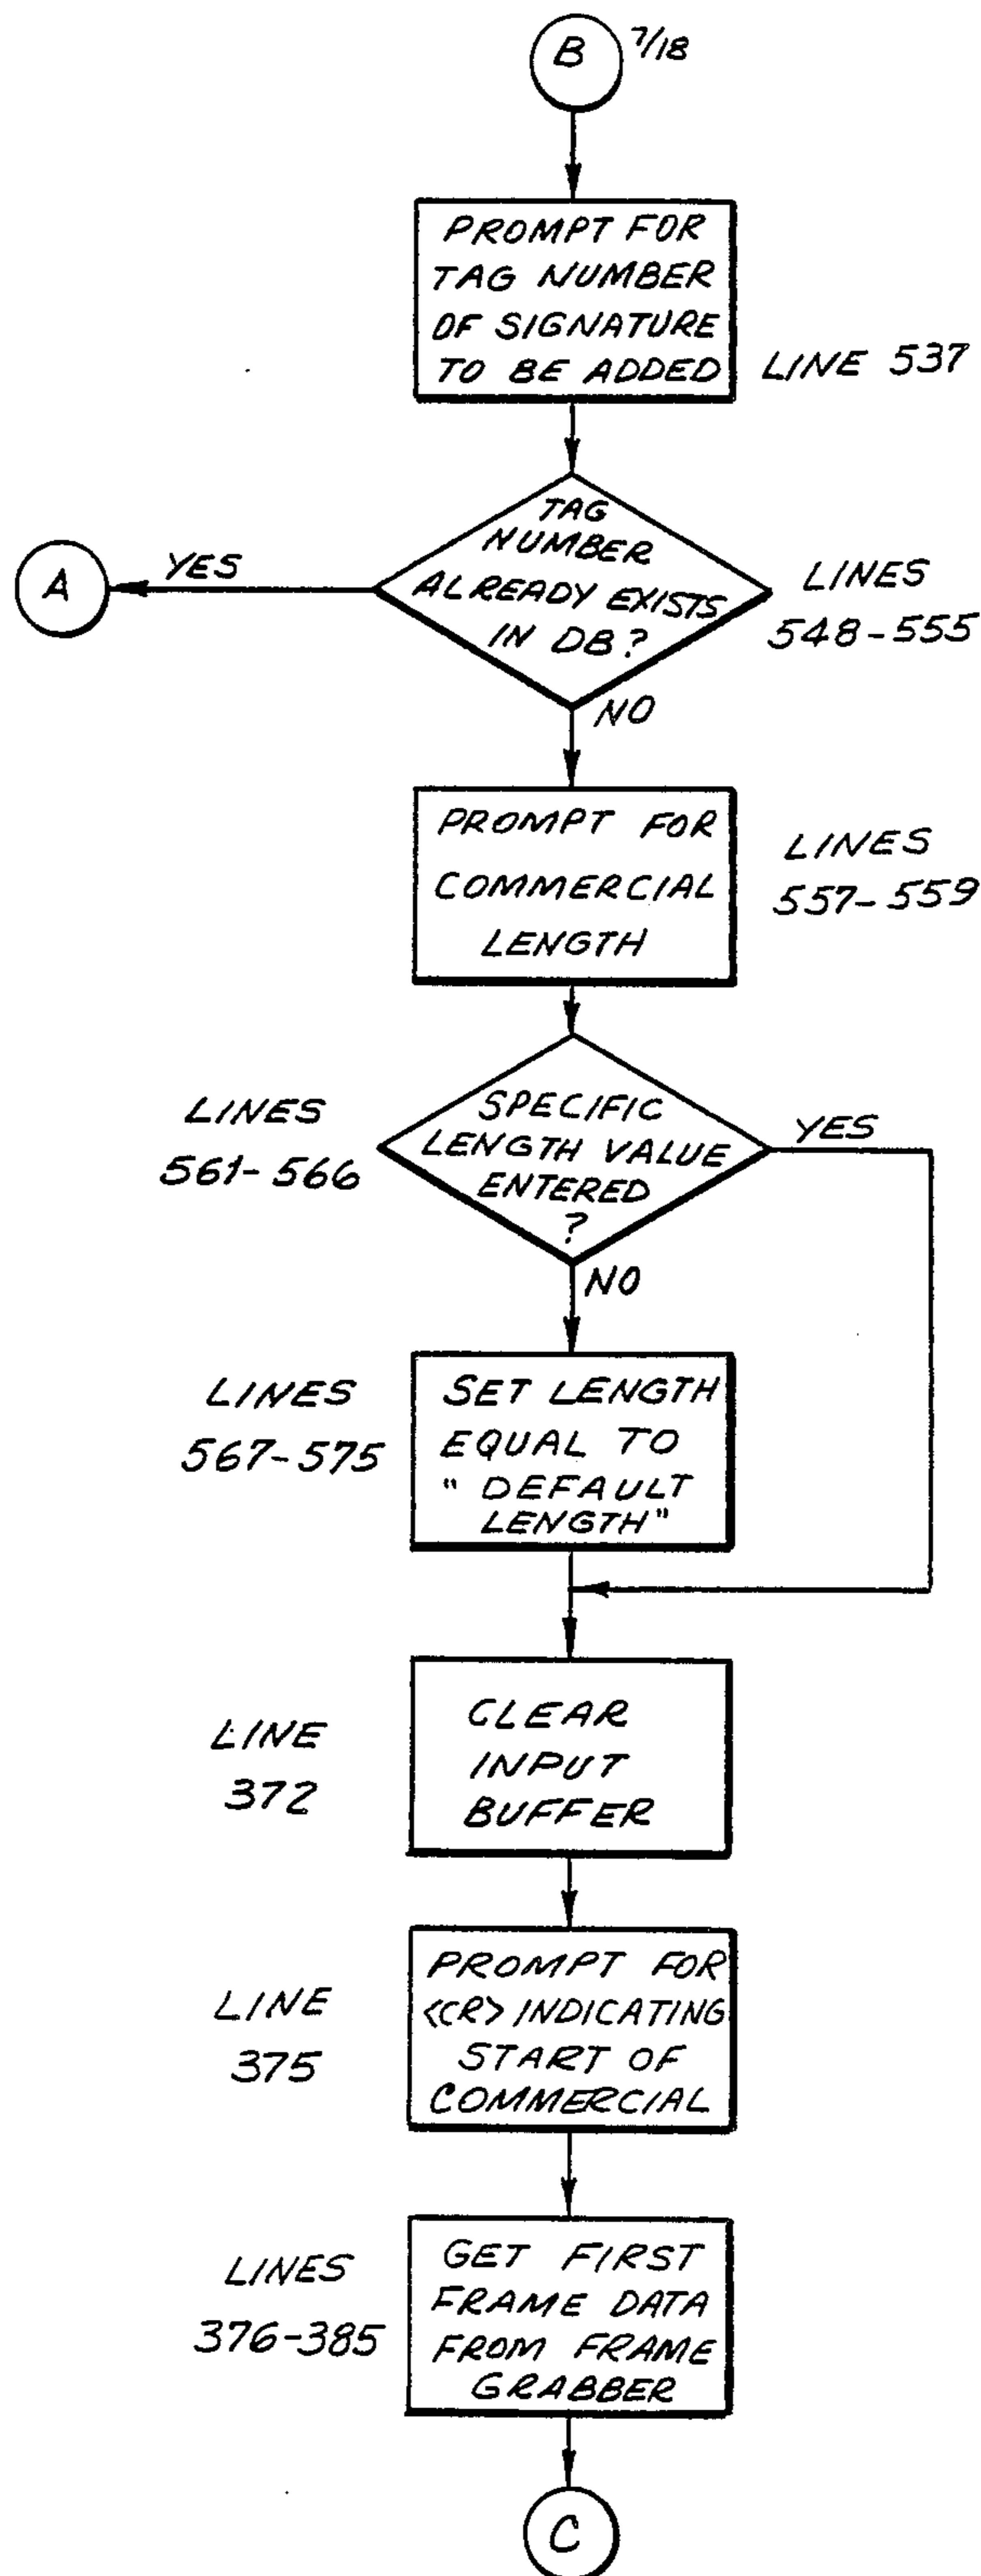 B 7/18
PROMPT FOR
TAG NUMBER
OF SIGNATURE
TO BE ADDED
LINE 537
TAG
NUMBER
ALREADY EXISTS
IN DB?
YES
A
LINES
548-555
NO
PROMPT FOR
COMMERCIAL
LENGTH
LINES
557-559
SPECIFIC
LENGTH VALUE
ENTERED
?
YES
LINES
561-566
NO
SET LENGTH
EQUAL TO
"DEFAULT
LENGTH"
LINES
567-575
CLEAR
INPUT
BUFFER
LINE
372
PROMPT FOR
<CR> INDICATING
START OF
COMMERCIAL
LINE
375
GET FIRST
FRAME DATA
FROM FRAME
GRABBER
LINES
376-385
C